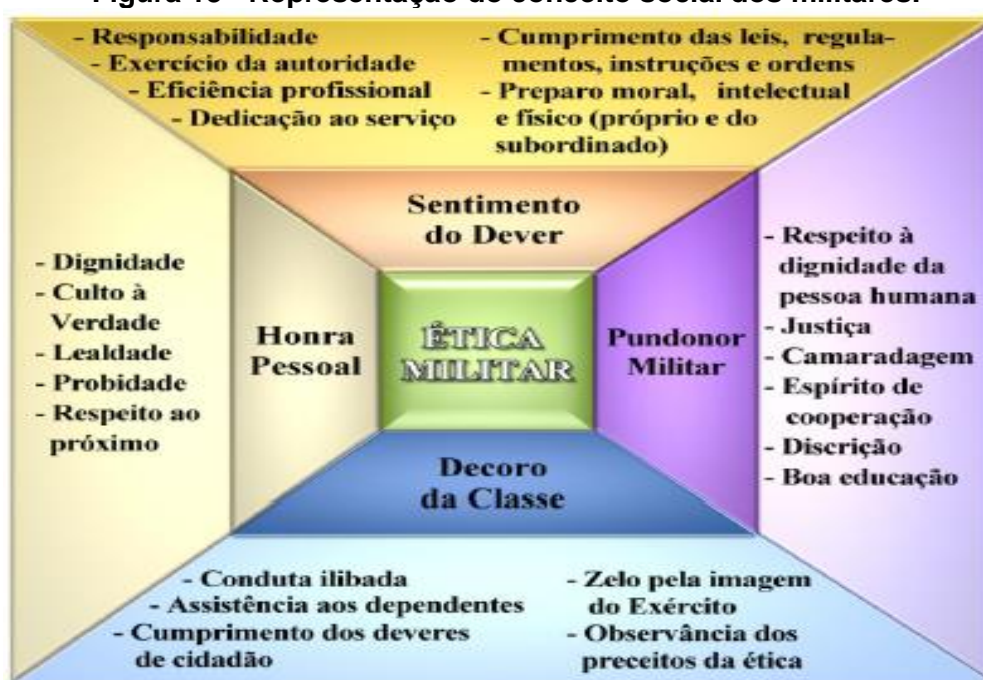 Figura 16 - Representação do conceito social dos militares.
- Responsabilidade
- Exercício da autoridade
- Eficiência profissional
- Dedicação ao serviço
- Cumprimento das leis, regula-
mentos, instruções e ordens
- Preparo moral, intelectual
e físico (próprio e do
subordinado)
Sentimento
do Dever
- Dignidade
- Culto à
Verdade
- Lealdade
- Probidade
- Respeito ao
próximo
Honra
Pessoal
ÉTICA
MILITAR
Pundonor
Militar
- Respeito à
dignidade da
pessoa humana
- Justiça
- Camaradagem
- Espírito de
cooperação
- Discrição
- Boa educação
Decoro
da Classe
- Conduta ilibada
- Assistência aos dependentes
- Cumprimento dos deveres
de cidadão
- Zelo pela imagem
do Exército
- Observância dos
preceitos da ética